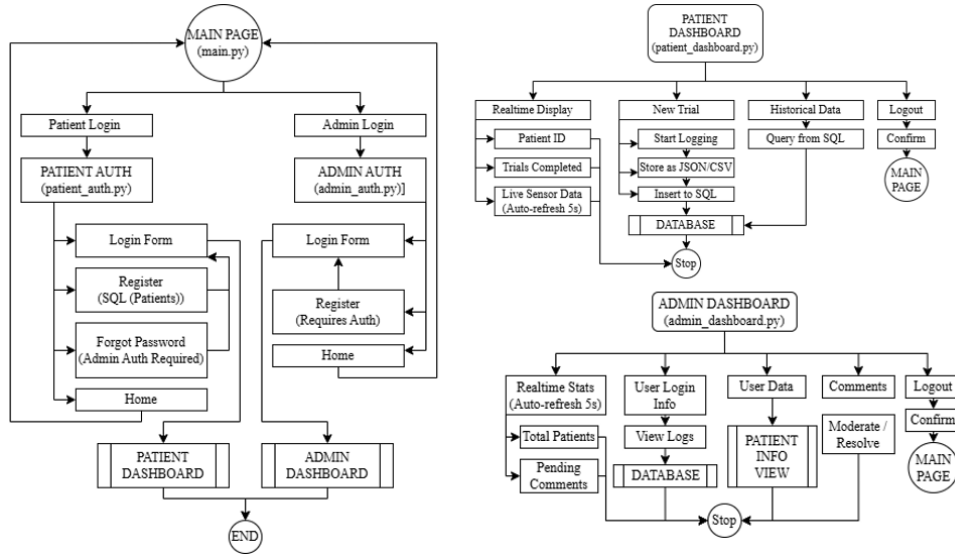 MAIN PAGE
(main.py)
Patient Login
Admin Login
PATIENT AUTH
(patient_auth.py)
ADMIN AUTH
(admin_auth.py)]
Login Form
Register
(SQL (Patients))
Forgot Password
(Admin Auth Required)
Home
Login Form
Register
(Requires Auth)
Home
PATIENT
DASHBOARD
ADMIN
DASHBOARD
END
PATIENT
DASHBOARD
(patient_dashboard.py)
Realtime Display
New Trial
Historical Data
Logout
Patient ID
Trials Completed
Live Sensor Data
(Auto-refresh 5s)
Start Logging
Store as JSON/CSV
Insert to SQL
DATABASE
Query from SQL
Confirm
MAIN
PAGE
Stop
ADMIN DASHBOARD
(admin_dashboard.py)
Realtime Stats
(Auto-refresh 5s)
User Login
Info
User Data
Comments
Logout
Total Patients
Pending
Comments
View Logs
DATABASE
PATIENT
INFO
VIEW
Moderate /
Resolve
Confirm
MAIN
PAGE
Stop